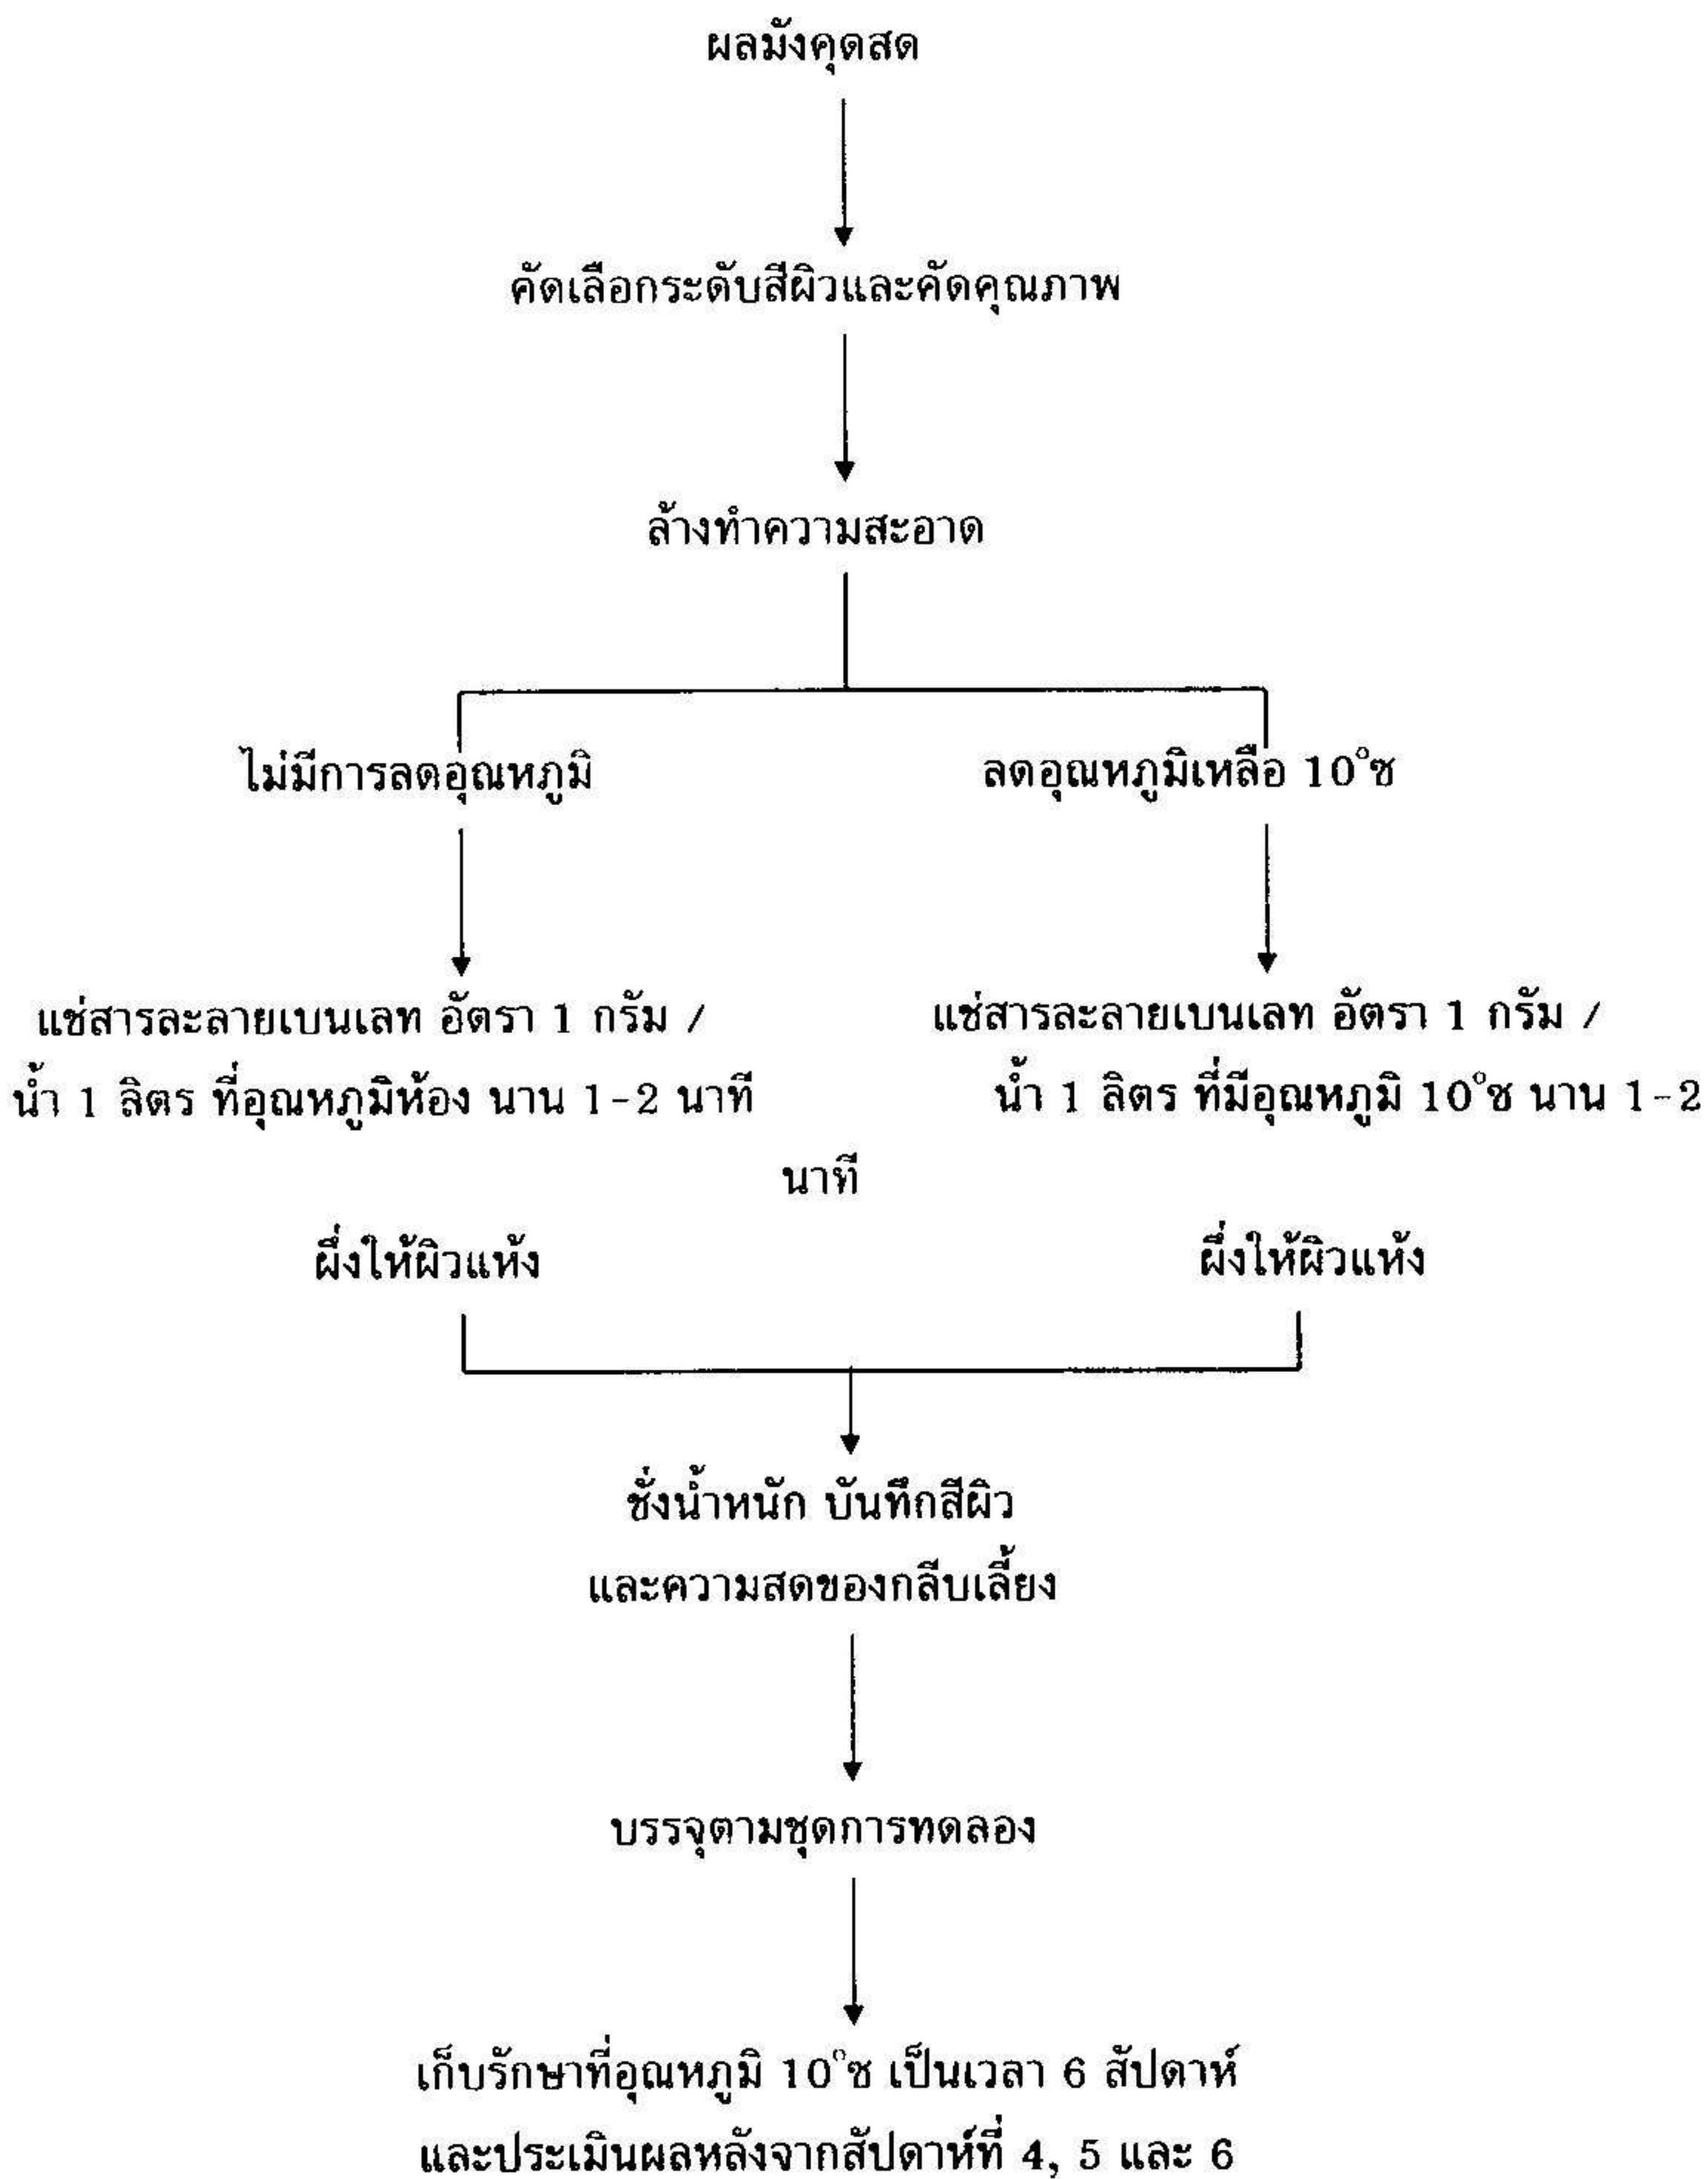 ผลมังคุดสด
คัดเลือกระดับสีผิวและคัดคุณภาพ
ล้างทำความสะอาด
ไม่มีการลดอุณหภูมิ
ลดอุณหภูมิเหลือ 10°ซ
แช่สารละลายเบนเลท อัตรา 1 กรัม /
น้ำ 1 ลิตร ที่อุณหภูมิห้อง นาน 1-2 นาที
แช่สารละลายเบนเลท อัตรา 1 กรัม /
น้ำ 1 ลิตร ที่มีอุณหภูมิ 10°ซ นาน 1-2
นาที
ผึ่งให้ผิวแห้ง
ผึ่งให้ผิวแห้ง
ชั่งน้ำหนัก บันทึกสีผิว
และความสดของกลีบเลี้ยง
บรรจุตามชุดการทดลอง
เก็บรักษาที่อุณหภูมิ 10°ซ เป็นเวลา 6 สัปดาห์
และประเมินผลหลังจากสัปดาห์ที่ 4, 5 และ 6